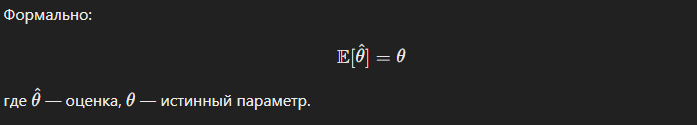 Формально:
𝔼[θ̂] = θ
где θ̂ — оценка, θ — истинный параметр.